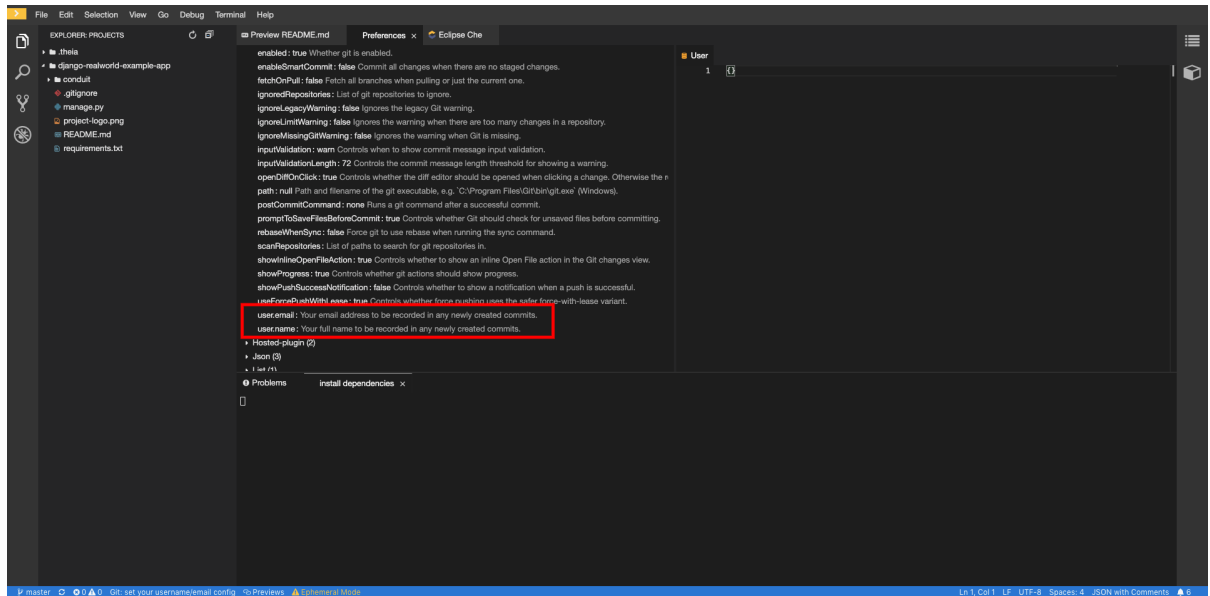 File Edit Selection View Go Debug Terminal Help
EXPLORER: PROJECTS
.theia
django-realworld-example-app
conduit
.gitignore
manage.py
project-logo.png
README.md
requirements.txt
Preview README.md Preferences × Eclipse Che
enabled: true Whether git is enabled.
enableSmartCommit: false Commit all changes when there are no staged changes.
fetchOnPull: false Fetch all branches when pulling or just the current one.
ignoredRepositories: List of git repositories to ignore.
ignoreLegacyWarning: false Ignores the legacy Git warning.
ignoreLimitWarning: false Ignores the warning when there are too many changes in a repository.
ignoreMissingGitWarning: false Ignores the warning when Git is missing.
inputValidation: warn Controls when to show commit message input validation.
inputValidationLength: 72 Controls the commit message length threshold for showing a warning.
openDiffOnClick: true Controls whether the diff editor should be opened when clicking a change. Otherwise the r
path: null Path and filename of the git executable, e.g. `C:\Program Files\Git\bin\git.exe` (Windows).
postCommitCommand: none Runs a git command after a successful commit.
promptToSaveFilesBeforeCommit: true Controls whether Git should check for unsaved files before committing.
rebaseWhenSync: false Force git to use rebase when running the sync command.
scanRepositories: List of paths to search for git repositories in.
showInlineOpenFileAction: true Controls whether to show an inline Open File action in the Git changes view.
showProgress: true Controls whether git actions should show progress.
showPushSuccessNotification: false Controls whether to show a notification when a push is successful.
useForcePushWithLease: true Controls whether force pushing uses the safer force-with-lease variant.
user.email: Your email address to be recorded in any newly created commits.
user.name: Your full name to be recorded in any newly created commits.
Hosted-plugin (2)
Json (3)
List (1)
User
1 {}
Problems install dependencies ×
master 0 0 Git: set your username/email config Previews Ephemeral Mode Ln 1, Col 1 LF UTF-8 Spaces: 4 JSON with Comments 6